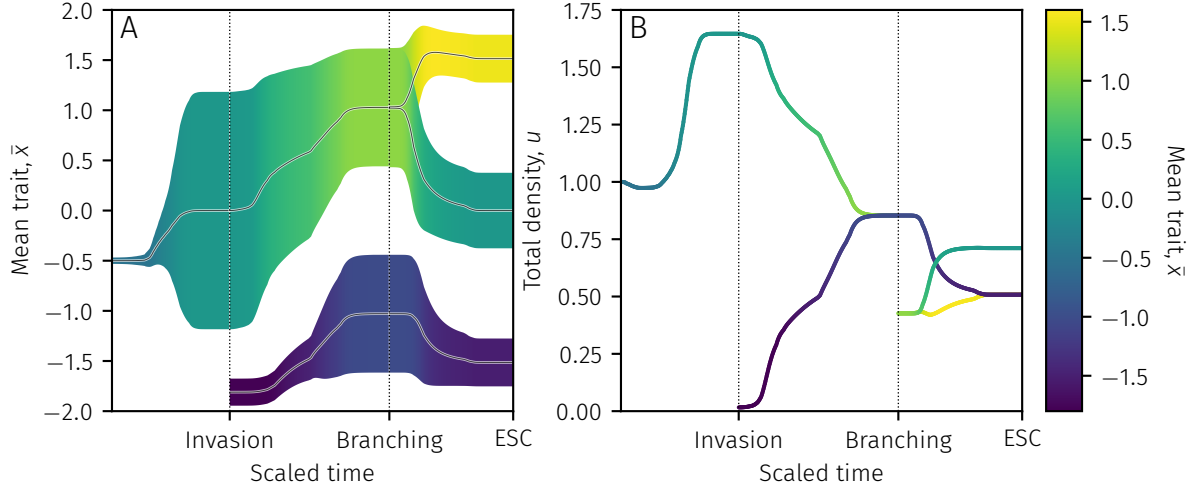 A
2.0
1.5
1.0
0.5
0.0
−0.5
−1.0
−1.5
−2.0
Mean trait, x̄
Invasion
Branching
ESC
Scaled time
B
1.75
1.50
1.25
1.00
0.75
0.50
0.25
0.00
Total density, u
Invasion
Branching
ESC
Scaled time
1.5
1.0
0.5
0.0
−0.5
−1.0
−1.5
Mean trait, x̄